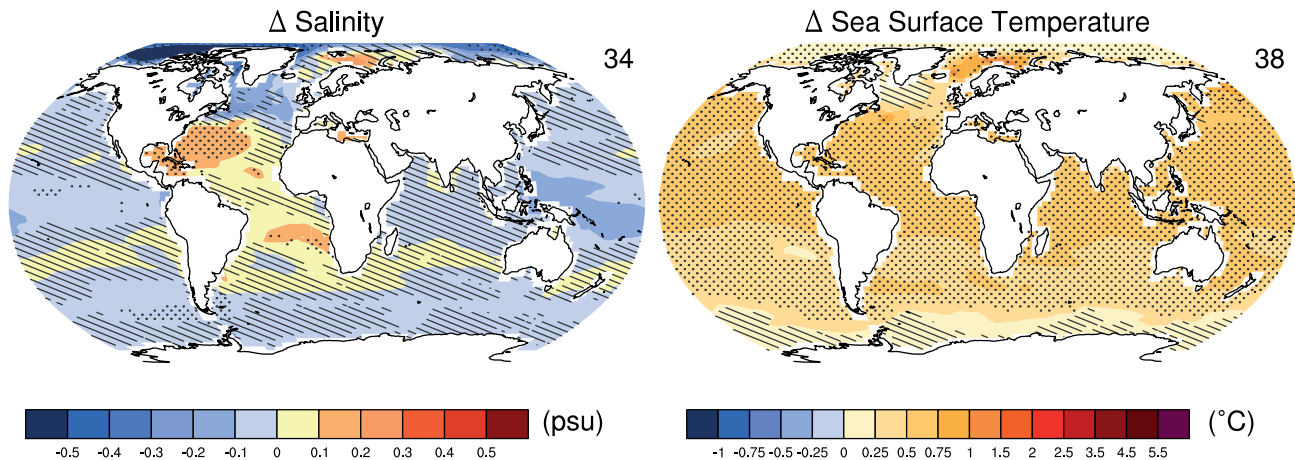 Δ Salinity
34
-0.5 -0.4 -0.3 -0.2 -0.1 0 0.1 0.2 0.3 0.4 0.5
(psu)
Δ Sea Surface Temperature
38
-1 -0.75 -0.5 -0.25 0 0.25 0.5 0.75 1 1.5 2 2.5 3.5 4.5 5.5
(°C)